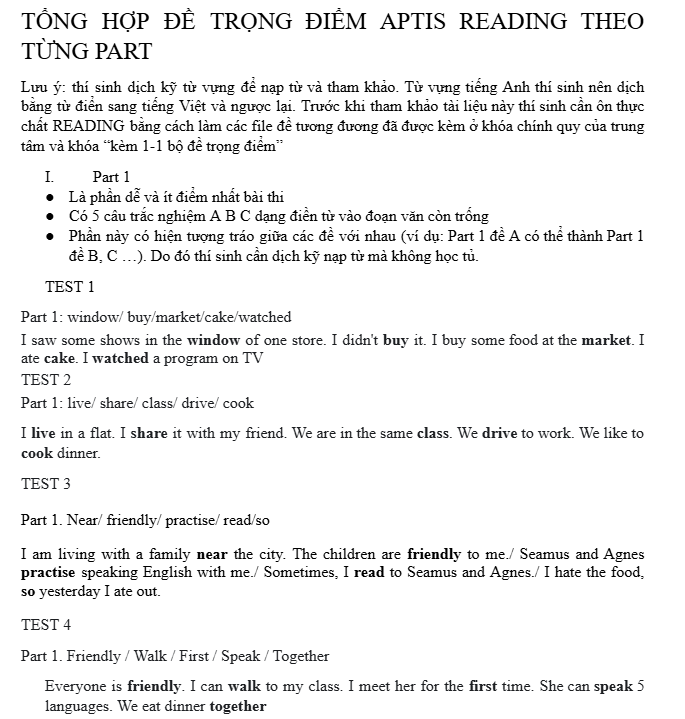 TỔNG HỢP ĐỀ TRỌNG ĐIỂM APTIS READING THEO
TỪNG PART
Lưu ý: thí sinh dịch kỹ từ vựng để nạp từ và tham khảo. Từ vựng tiếng Anh thí sinh nên dịch
bằng từ điển sang tiếng Việt và ngược lại. Trước khi tham khảo tài liệu này thí sinh cần ôn thực
chất READING bằng cách làm các file đề tương đương đã được kèm ở khóa chính quy của trung
tâm và khóa “kèm 1-1 bộ đề trọng điểm”
I. Part 1
● Là phần dễ và ít điểm nhất bài thi
● Có 5 câu trắc nghiệm A B C dạng điền từ vào đoạn văn còn trống
● Phần này có hiện tượng tráo giữa các đề với nhau (ví dụ: Part 1 đề A có thể thành Part 1
đề B, C …). Do đó thí sinh cần dịch kỹ nạp từ mà không học tủ.
TEST 1
Part 1: window/ buy/market/cake/watched
I saw some shows in the window of one store. I didn't buy it. I buy some food at the market. I
ate cake. I watched a program on TV
TEST 2
Part 1: live/ share/ class/ drive/ cook
I live in a flat. I share it with my friend. We are in the same class. We drive to work. We like to
cook dinner.
TEST 3
Part 1. Near/ friendly/ practise/ read/so
I am living with a family near the city. The children are friendly to me./ Seamus and Agnes
practise speaking English with me./ Sometimes, I read to Seamus and Agnes./ I hate the food,
so yesterday I ate out.
TEST 4
Part 1. Friendly / Walk / First / Speak / Together
Everyone is friendly. I can walk to my class. I meet her for the first time. She can speak 5
languages. We eat dinner together